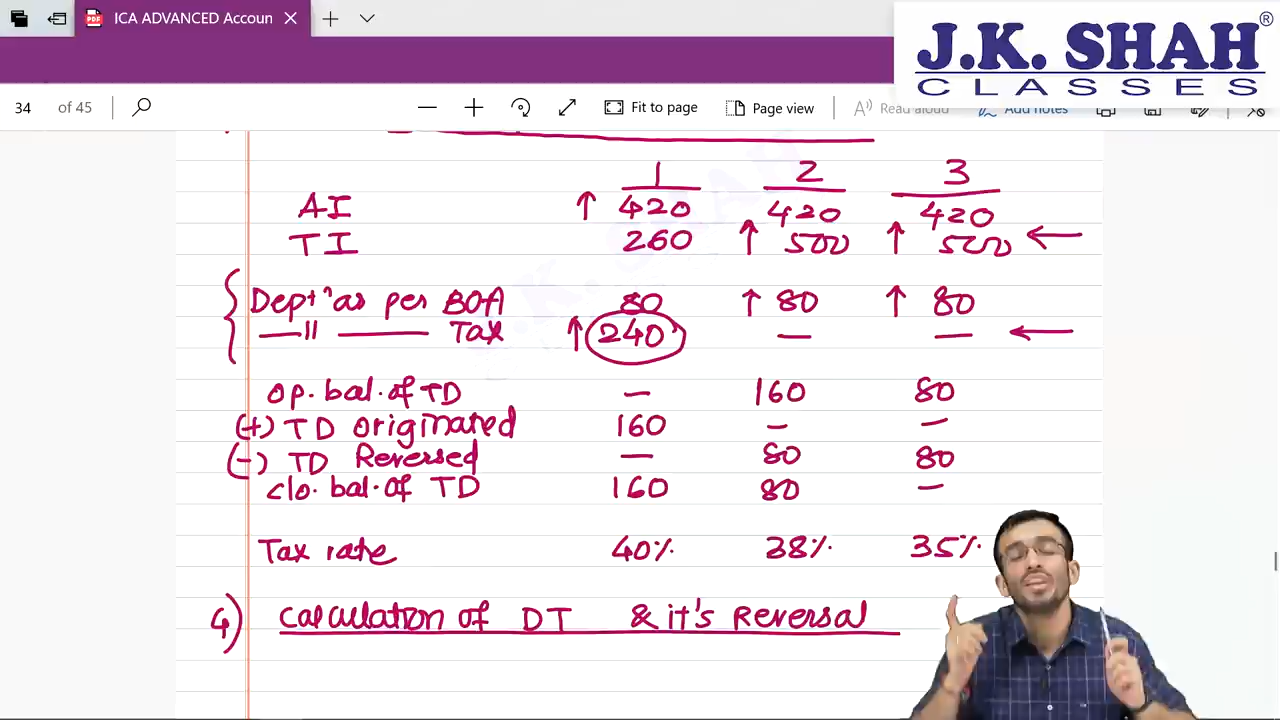 ICA ADVANCED Accoun
J.K. SHAH®
CLASSES
34 of 45
Fit to page
Page view
Read aloud
Add notes
1 2 3
AI ↑ 420 420 420
TI 260 ↑ 500 ↑ 500 ←
Deptⁿ as per BOA 80 ↑ 80 ↑ 80
—11— Tax ↑ 240 — — ←
op. bal. of TD — 160 80
(+) TD originated 160 — —
(-) TD Reversed — 80 80
clo. bal. of TD 160 80 —
Tax rate 40% 38% 35%
4) Calculation of DT & it's Reversal